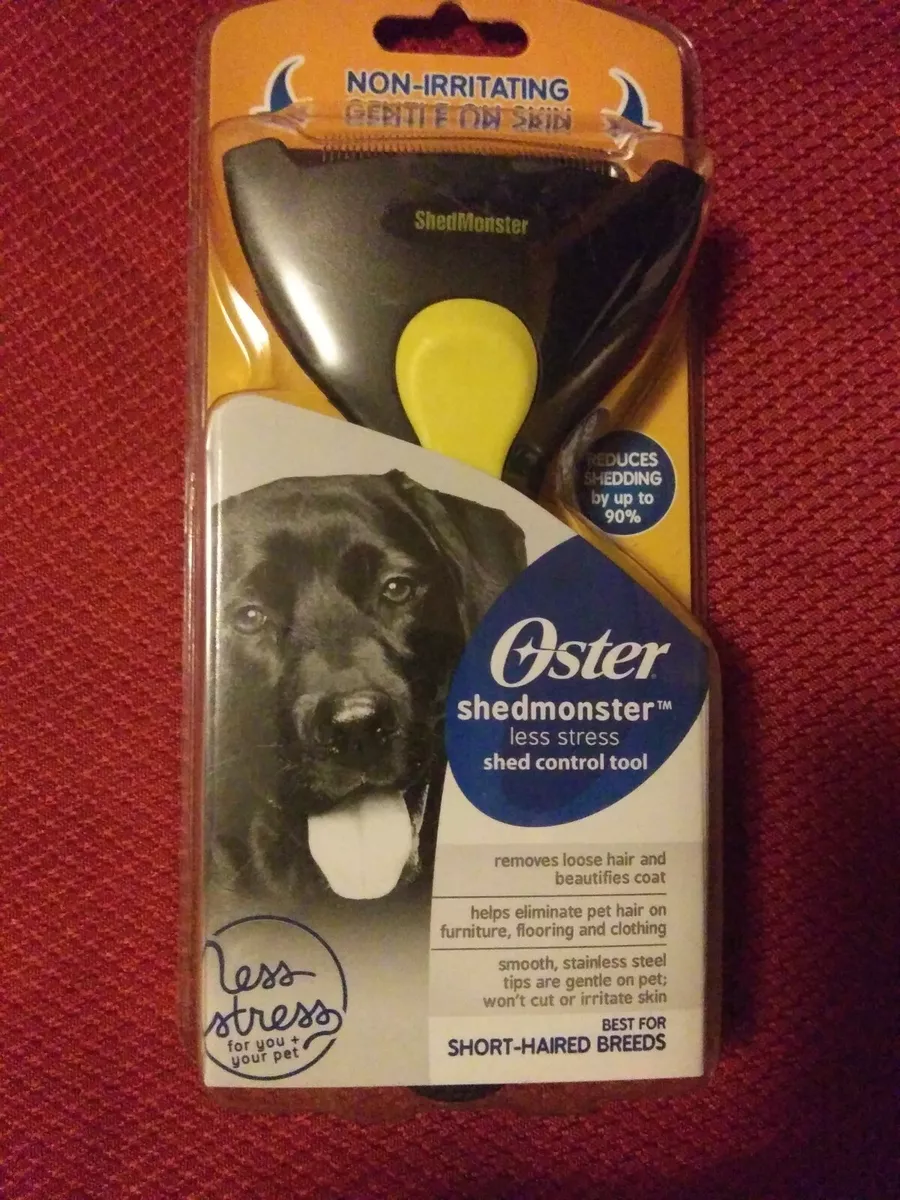 NON-IRRITATING
GENTLE ON SKIN
ShedMonster
REDUCES
SHEDDING
by up to
90%
Oster
shedmonster™
less stress
shed control tool
removes loose hair and
beautifies coat
helps eliminate pet hair on
furniture, flooring and clothing
smooth, stainless steel
tips are gentle on pet;
won't cut or irritate skin
BEST FOR
SHORT-HAIRED BREEDS
less
stress
for you +
your pet